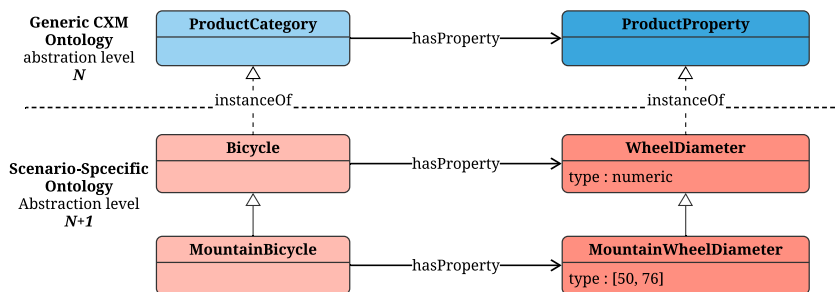 Generic CXM
Ontology
abstration level
N
ProductCategory
hasProperty
ProductProperty
instanceOf
instanceOf
Scenario-Spcecific
Ontology
Abstraction level
N+1
Bicycle
hasProperty
WheelDiameter
type : numeric
MountainBicycle
hasProperty
MountainWheelDiameter
type : [50, 76]